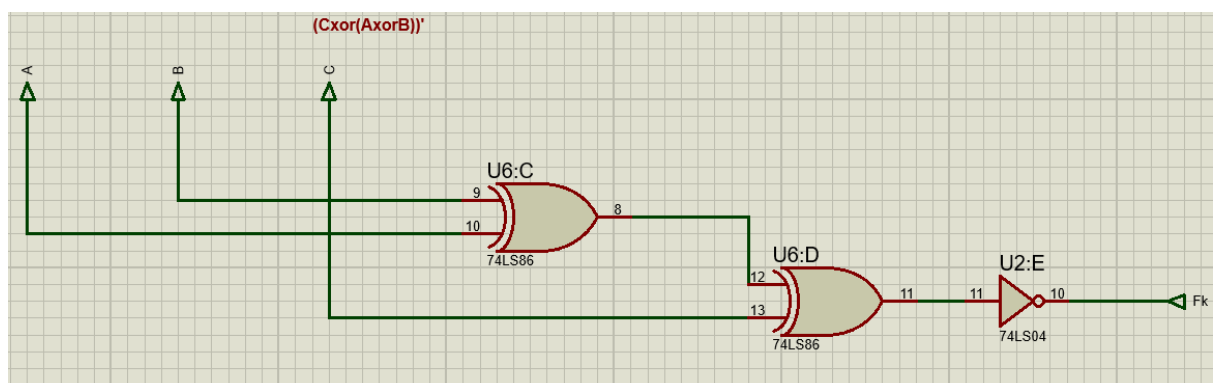 (Cxor(AxorB))'
A
B
C
U6:C
9
10
8
74LS86
U6:D
12
13
11
74LS86
U2:E
11
10
74LS04
Fk